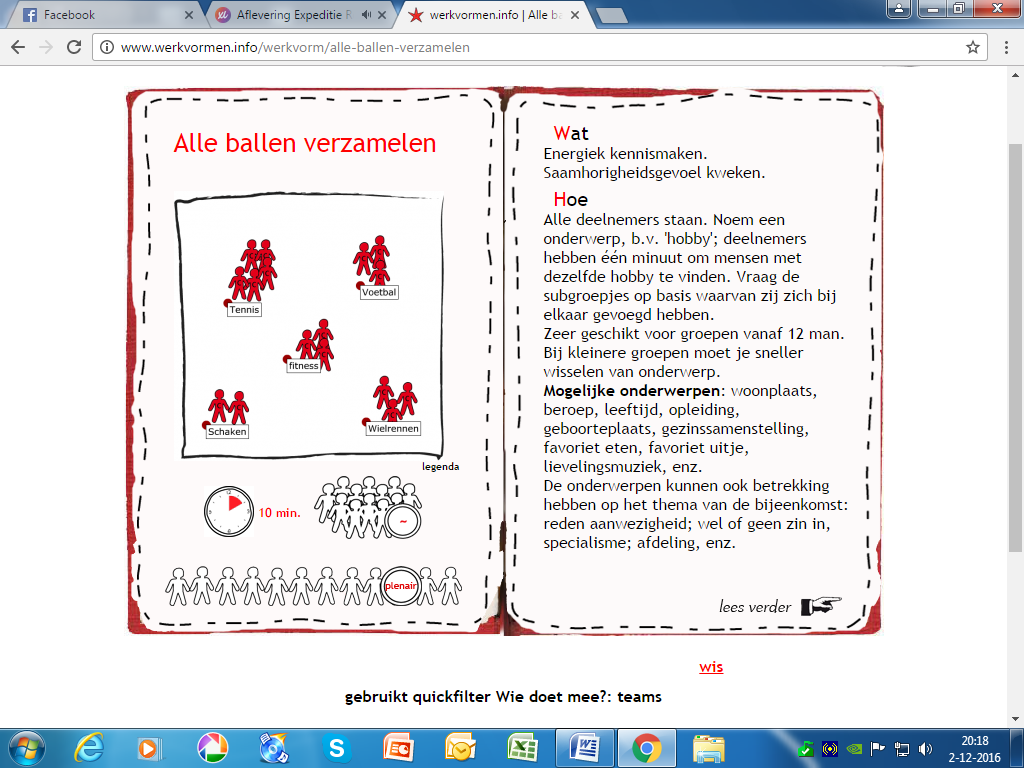 Facebook
Aflevering Expeditie R
werkvormen.info | Alle ba
www.werkvormen.info/werkvorm/alle-ballen-verzamelen
Alle ballen verzamelen
Tennis
Voetbal
fitness
Schaken
Wielrennen
legenda
10 min.
~
plenair
Wat
Energiek kennismaken.
Saamhorigheidsgevoel kweken.
Hoe
Alle deelnemers staan. Noem een
onderwerp, b.v. 'hobby'; deelnemers
hebben één minuut om mensen met
dezelfde hobby te vinden. Vraag de
subgroepjes op basis waarvan zij zich bij
elkaar gevoegd hebben.
Zeer geschikt voor groepen vanaf 12 man.
Bij kleinere groepen moet je sneller
wisselen van onderwerp.
Mogelijke onderwerpen: woonplaats,
beroep, leeftijd, opleiding,
geboorteplaats, gezinssamenstelling,
favoriet eten, favoriet uitje,
lievelingsmuziek, enz.
De onderwerpen kunnen ook betrekking
hebben op het thema van de bijeenkomst:
reden aanwezigheid; wel of geen zin in,
specialisme; afdeling, enz.
lees verder
wis
gebruikt quickfilter Wie doet mee?: teams
20:18
2-12-2016